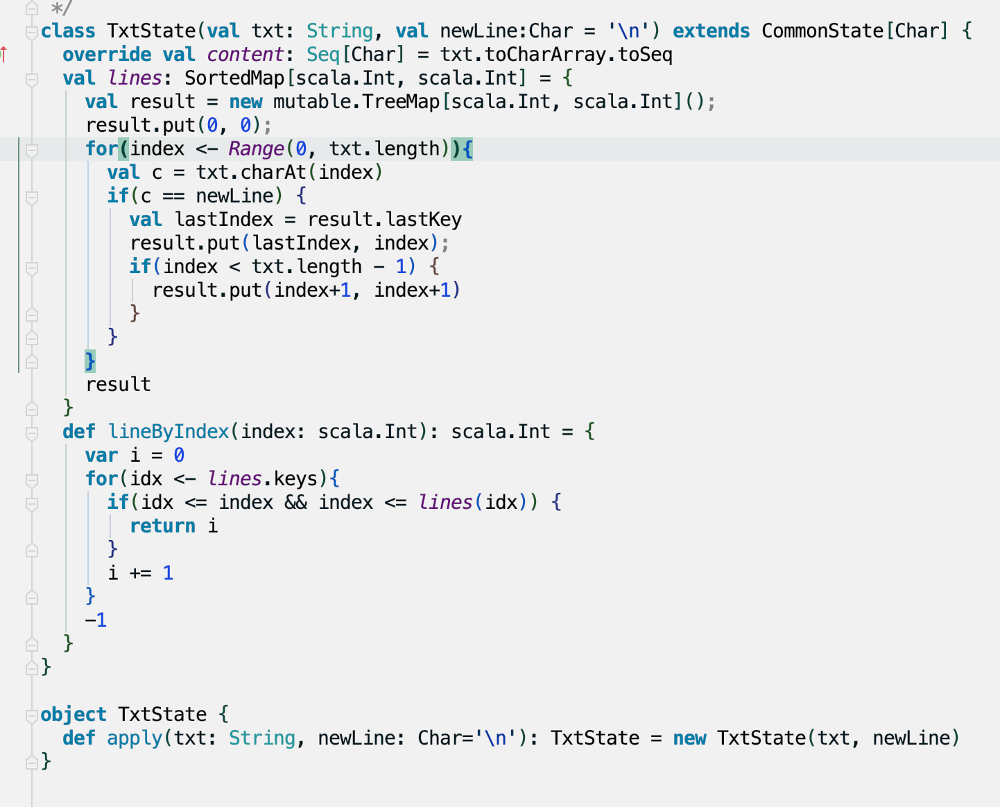 */
class TxtState(val txt: String, val newLine:Char = '\n') extends CommonState[Char] {
  override val content: Seq[Char] = txt.toCharArray.toSeq
  val lines: SortedMap[scala.Int, scala.Int] = {
    val result = new mutable.TreeMap[scala.Int, scala.Int]();
    result.put(0, 0);
    for(index <- Range(0, txt.length)){
      val c = txt.charAt(index)
      if(c == newLine) {
        val lastIndex = result.lastKey
        result.put(lastIndex, index);
        if(index < txt.length - 1) {
          result.put(index+1, index+1)
        }
      }
    }
    result
  }
  def lineByIndex(index: scala.Int): scala.Int = {
    var i = 0
    for(idx <- lines.keys){
      if(idx <= index && index <= lines(idx)) {
        return i
      }
      i += 1
    }
    -1
  }
}

object TxtState {
  def apply(txt: String, newLine: Char='\n'): TxtState = new TxtState(txt, newLine)
}